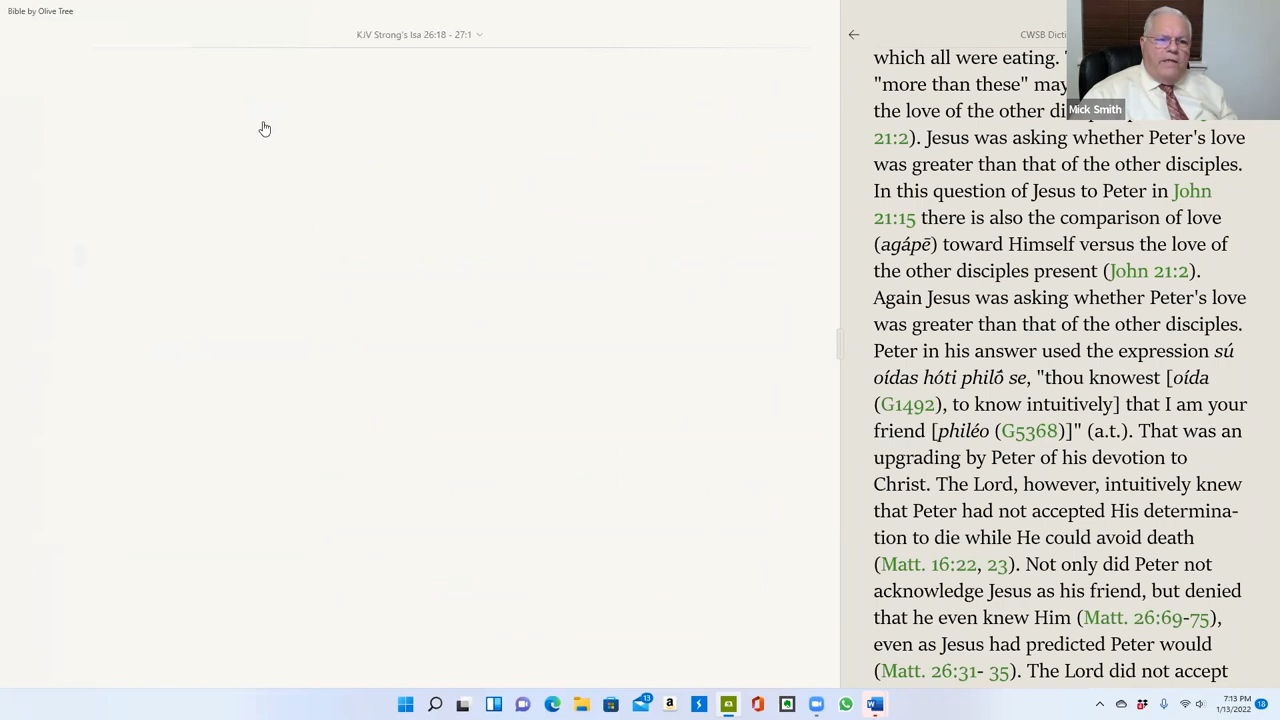 Bible by Olive Tree
KJV Strong's Isa 26:18 - 27:1
CWSB Dicti
which all were eating.
"more than these" may
the love of the other
Mick Smith
21:2). Jesus was asking whether Peter's love
was greater than that of the other disciples.
In this question of Jesus to Peter in John
21:15 there is also the comparison of love
(agápē) toward Himself versus the love of
the other disciples present (John 21:2).
Again Jesus was asking whether Peter's love
was greater than that of the other disciples.
Peter in his answer used the expression sú
oídas hóti philṓ se, "thou knowest [oída
(G1492), to know intuitively] that I am your
friend [philéo (G5368)]" (a.t.). That was an
upgrading by Peter of his devotion to
Christ. The Lord, however, intuitively knew
that Peter had not accepted His determina-
tion to die while He could avoid death
(Matt. 16:22, 23). Not only did Peter not
acknowledge Jesus as his friend, but denied
that he even knew Him (Matt. 26:69-75),
even as Jesus had predicted Peter would
(Matt. 26:31- 35). The Lord did not accept
13
7:13 PM
1/13/2022
18